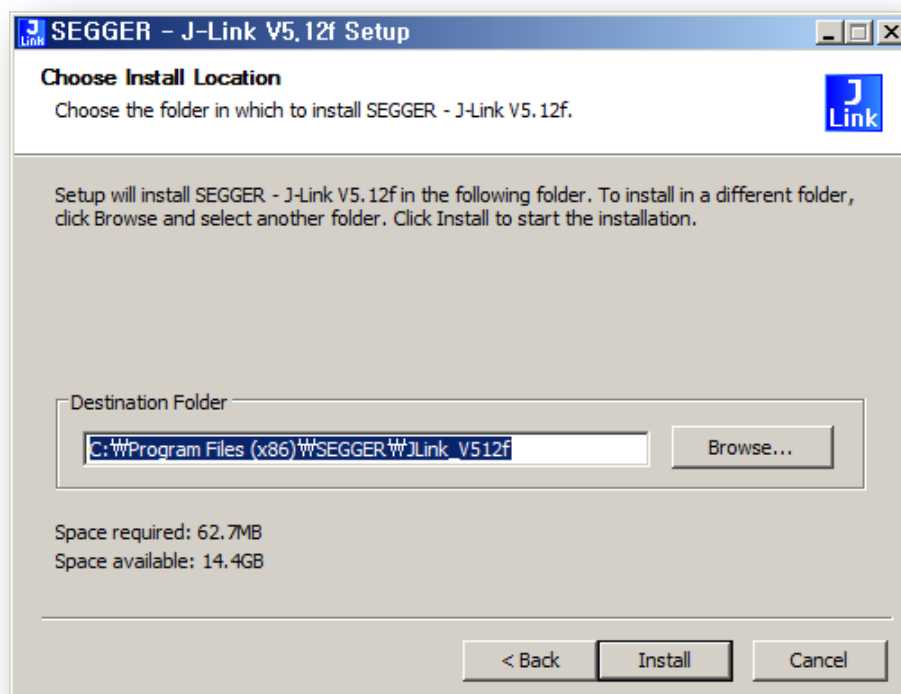 J
Link
SEGGER - J-Link V5.12f Setup
Choose Install Location
Choose the folder in which to install SEGGER - J-Link V5.12f.
J
Link
Setup will install SEGGER - J-Link V5.12f in the following folder. To install in a different folder,
click Browse and select another folder. Click Install to start the installation.
Destination Folder
C:₩Program Files (x86)₩SEGGER₩JLink_V512f
Browse...
Space required: 62.7MB
Space available: 14.4GB
< Back
Install
Cancel